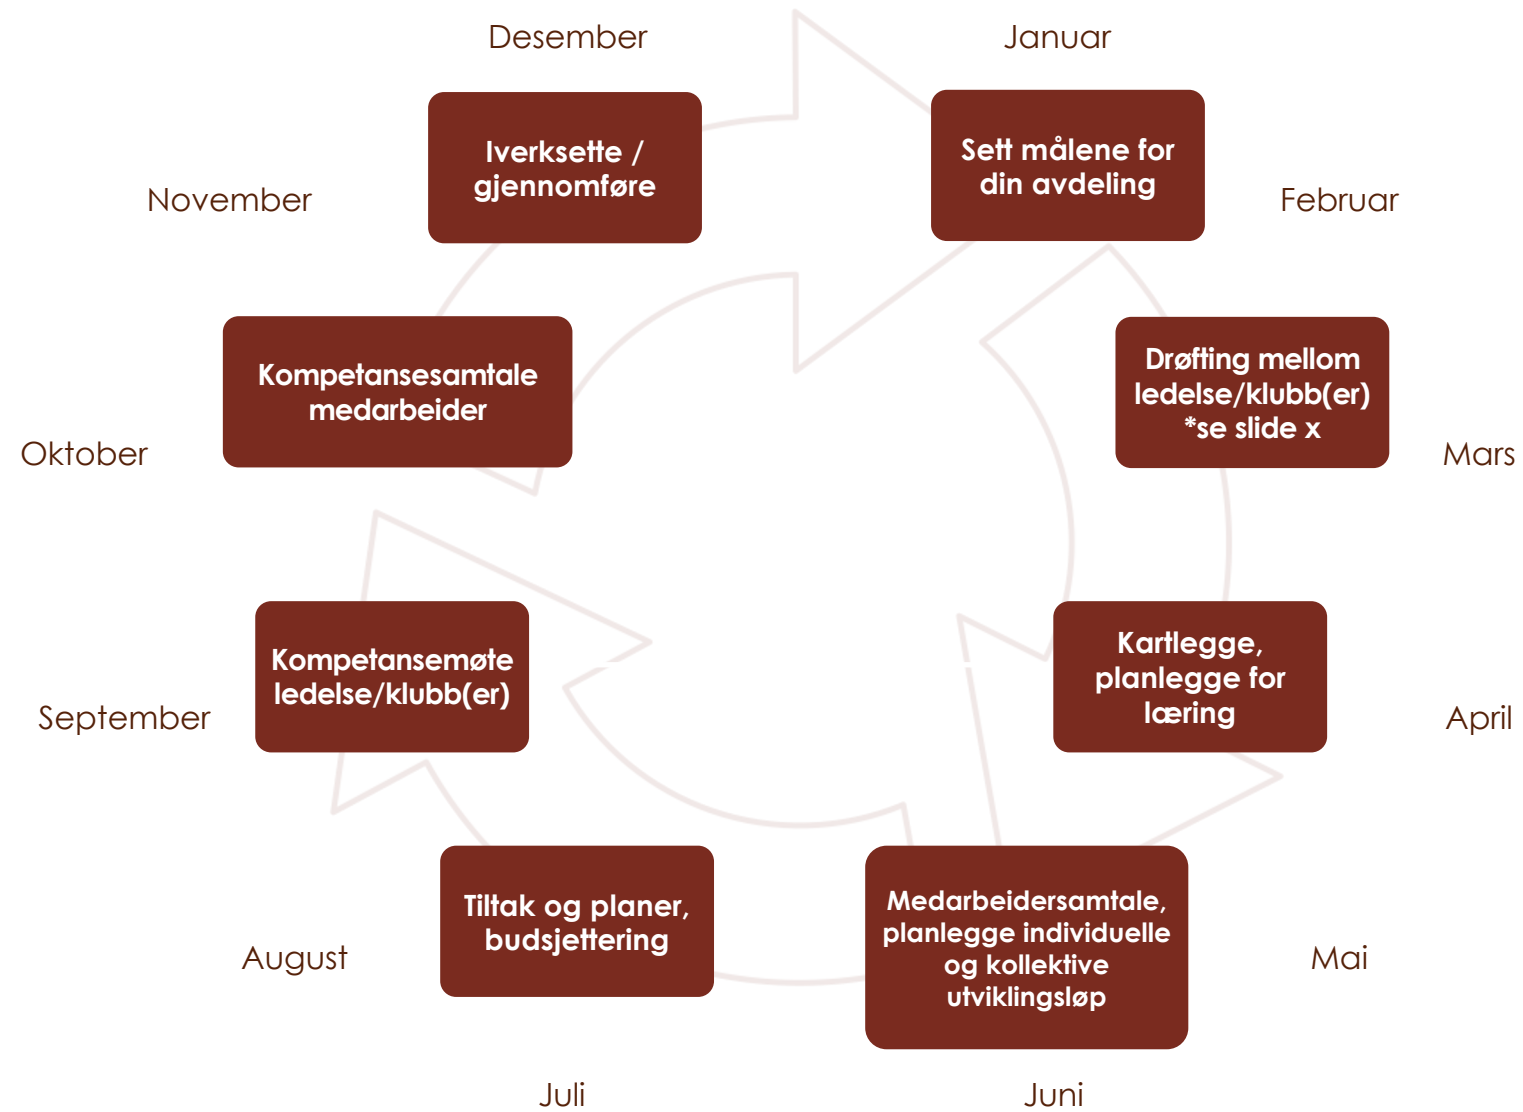 Desember
Januar
Iverksette /
gjennomføre
Sett målene for
din avdeling
November
Februar
Kompetansesamtale
medarbeider
Drøfting mellom
ledelse/klubb(er)
*se slide x
Oktober
Mars
Kompetansemøte
ledelse/klubb(er)
Kartlegge,
planlegge for
læring
September
April
Tiltak og planer,
budsjettering
Medarbeidersamtale,
planlegge individuelle
og kollektive
utviklingsløp
August
Mai
Juli
Juni